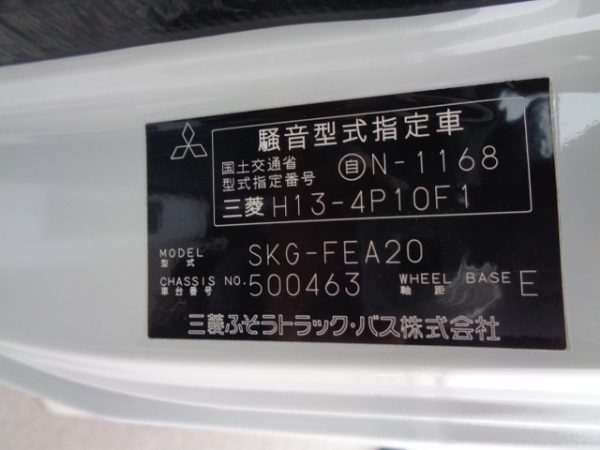 騒音型式指定車
国土交通省
型式指定番号 自N-1168
三菱 H13-4P10F1
MODEL
型式 SKG-FEA20
CHASSIS NO.
車台番号 500463 WHEEL BASE
軸距 E
三菱ふそうトラック・バス株式会社